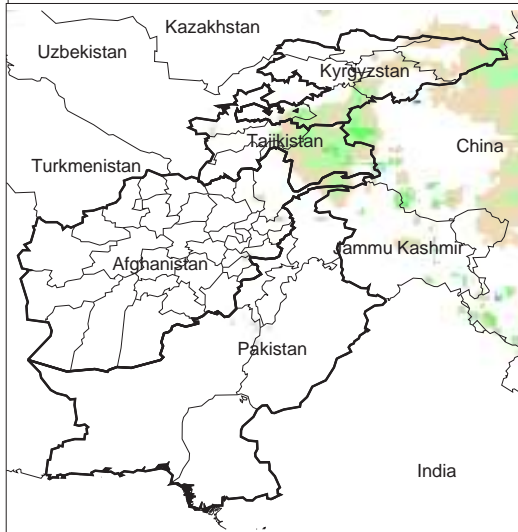 Kazakhstan
Uzbekistan
Kyrgyzstan
Tajikistan
China
Turkmenistan
Jammu Kashmir
Afghanistan
Pakistan
India